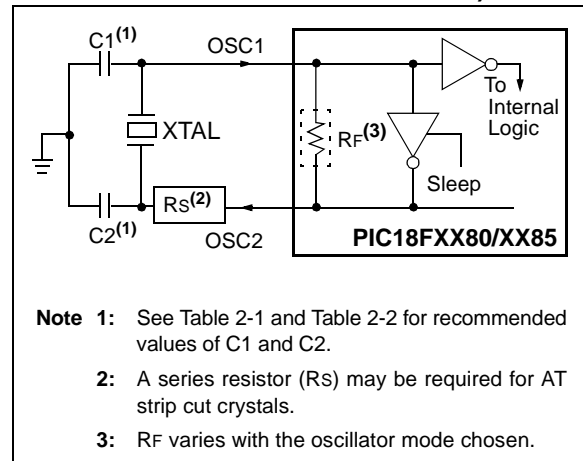 C1(1)
OSC1
To
Internal
Logic
XTAL
RF(3)
Sleep
RS(2)
C2(1)
OSC2
PIC18FXX80/XX85
Note 1: See Table 2-1 and Table 2-2 for recommended
values of C1 and C2.
2: A series resistor (RS) may be required for AT
strip cut crystals.
3: RF varies with the oscillator mode chosen.